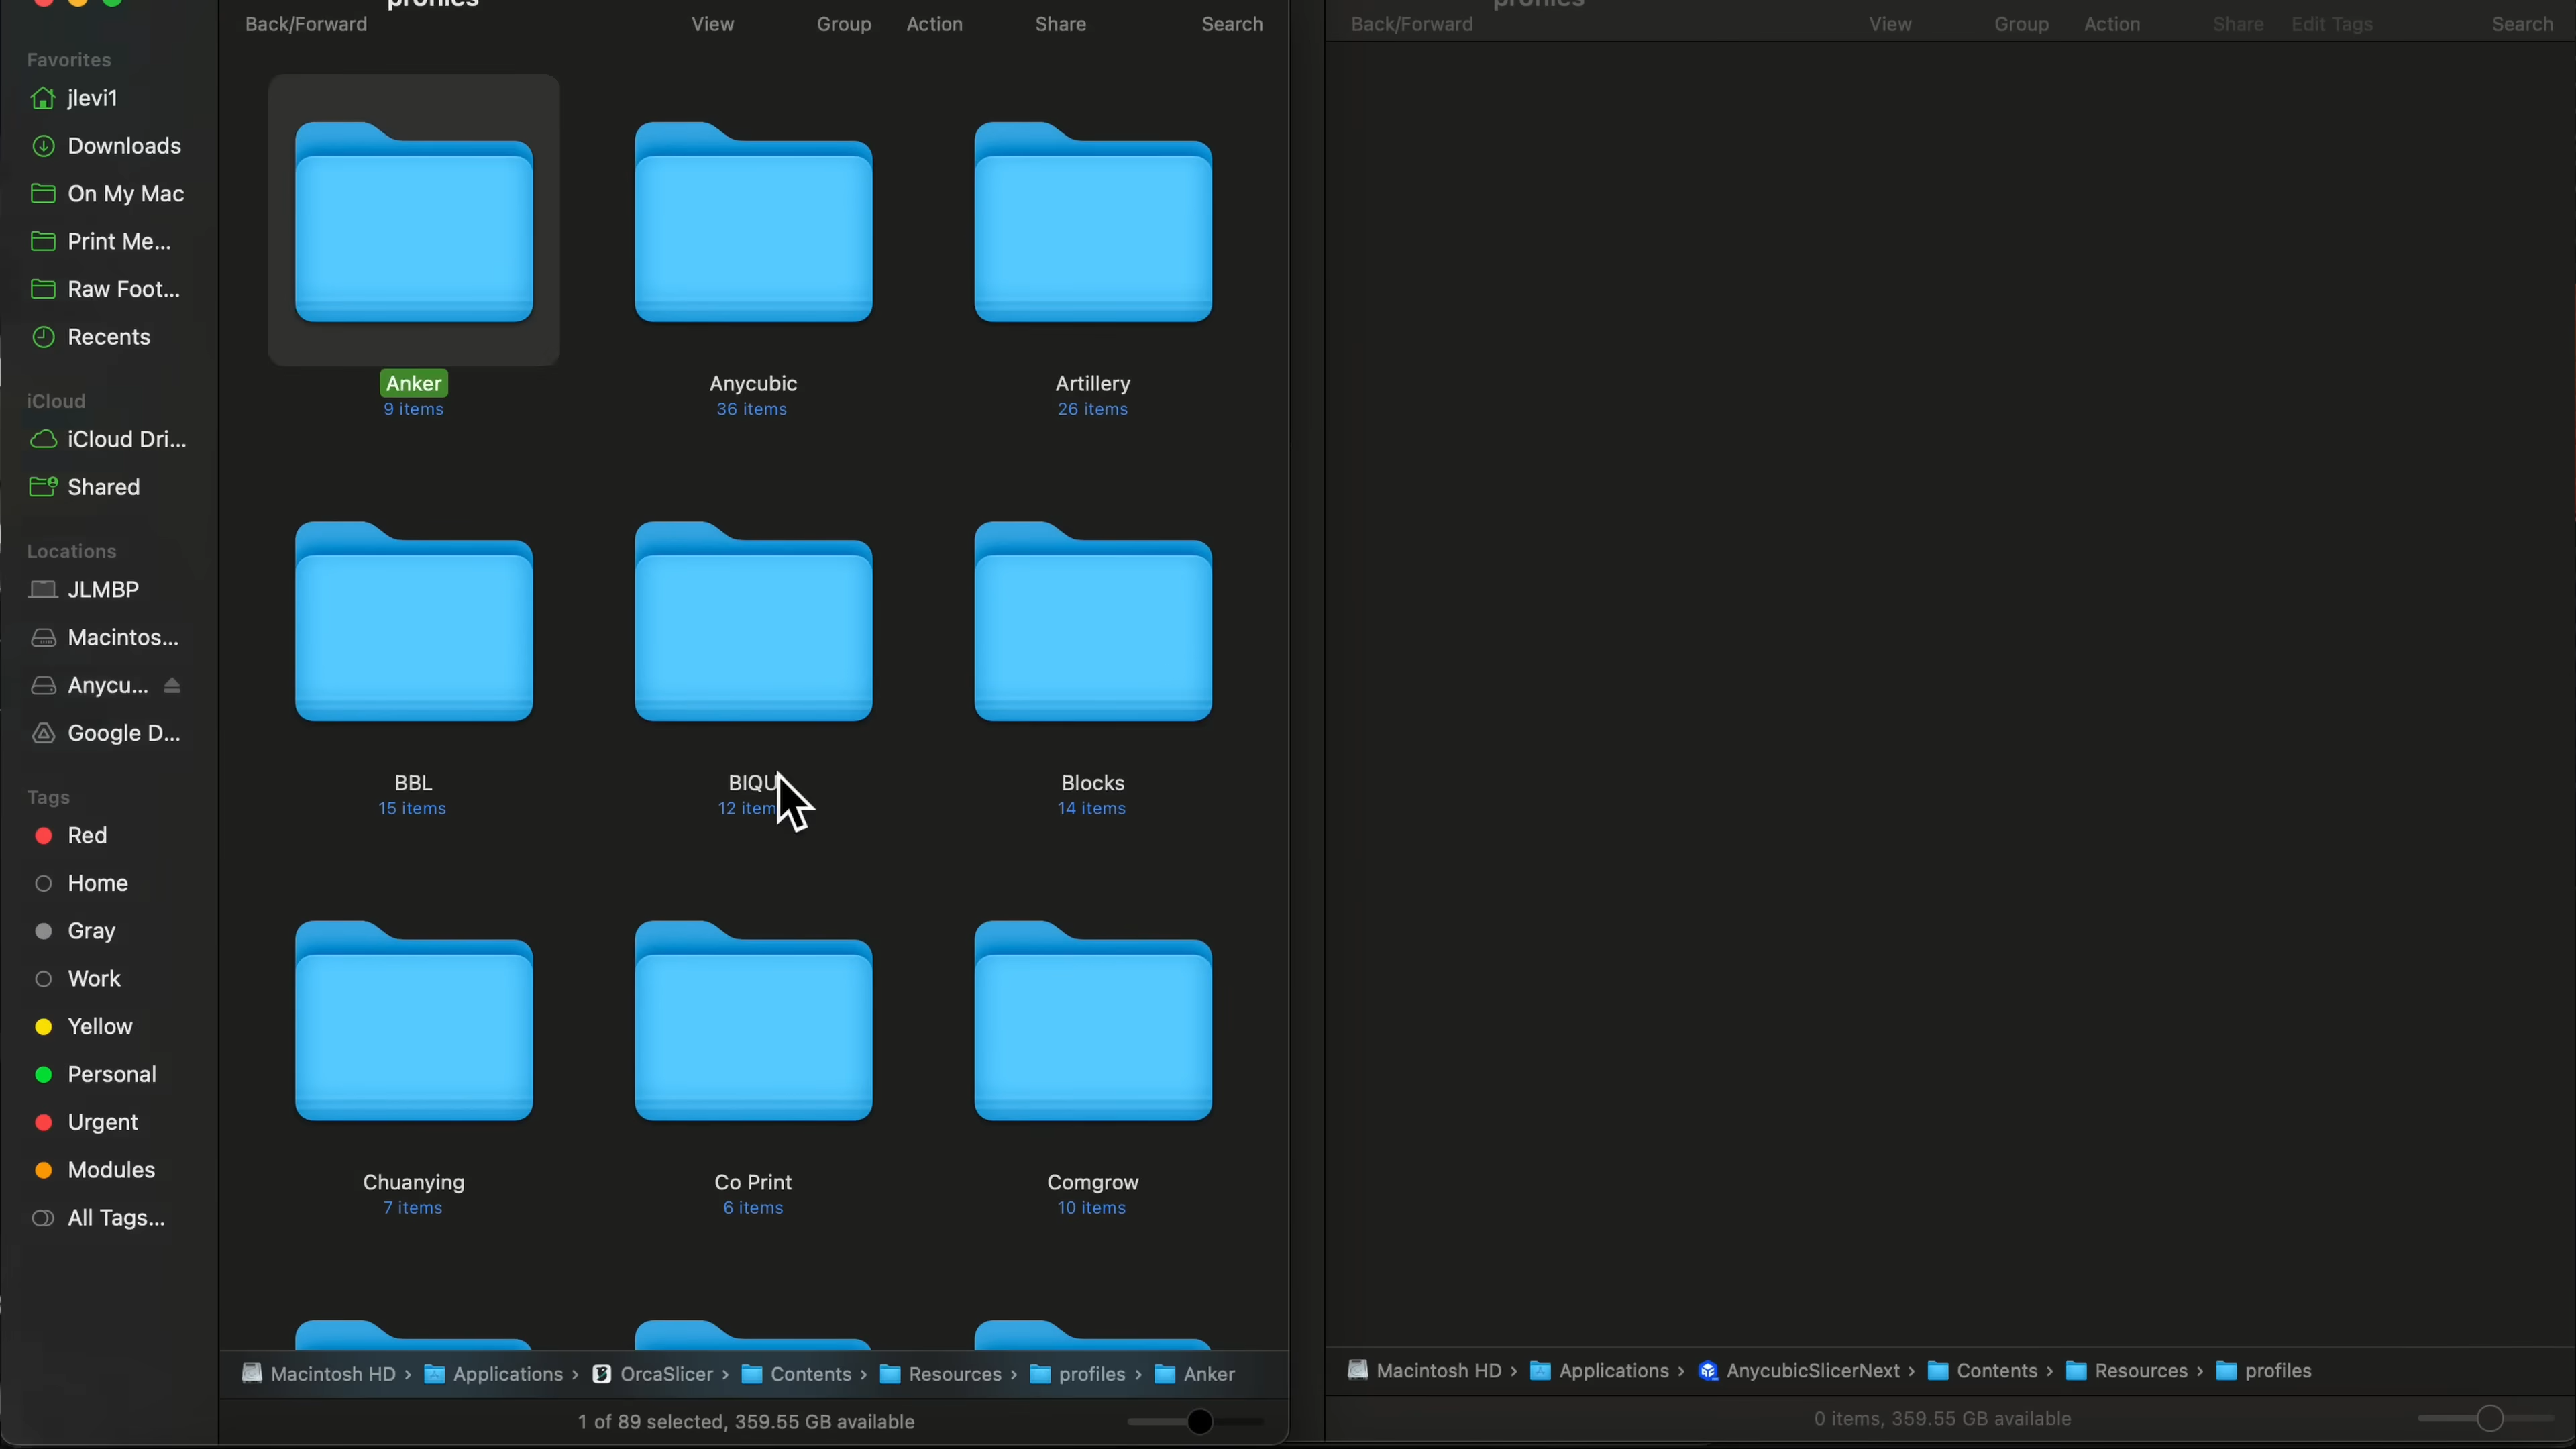 profiles
Back/Forward View Group Action Share Search
Favorites
jlevi1
Downloads
On My Mac
Print Me...
Raw Foot...
Recents
iCloud
iCloud Dri...
Shared
Locations
JLMBP
Macintos...
Anycu...
Google D...
Tags
Red
Home
Gray
Work
Yellow
Personal
Urgent
Modules
All Tags...
Anker
9 items
Anycubic
36 items
Artillery
26 items
BBL
15 items
BIQU
12 item
Blocks
14 items
Chuanying
7 items
Co Print
6 items
Comgrow
10 items
Macintosh HD › Applications › OrcaSlicer › Contents › Resources › profiles › Anker
1 of 89 selected, 359.55 GB available
profiles
Back/Forward View Group Action Share Edit Tags Search
Macintosh HD › Applications › AnycubicSlicerNext › Contents › Resources › profiles
0 items, 359.55 GB available